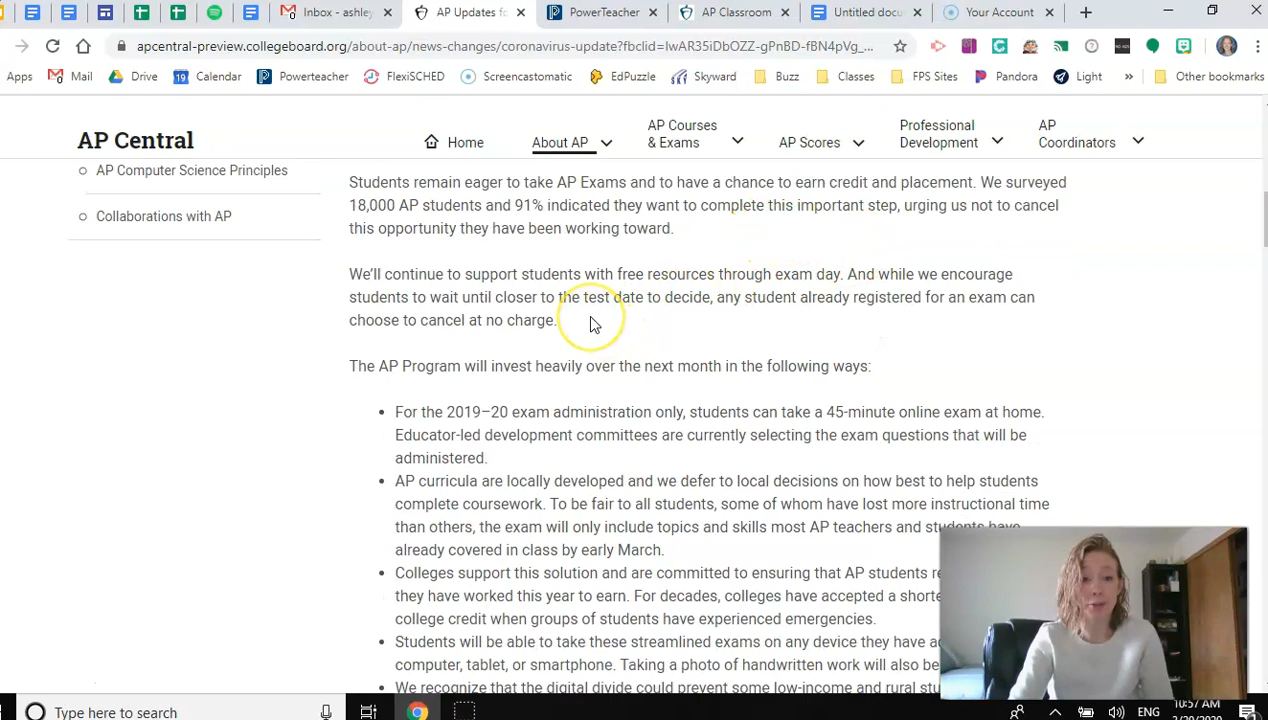 Inbox - ashley
AP Updates for
PowerTeacher
AP Classroom
Untitled docu
Your Account
apcentral-preview.collegeboard.org/about-ap/news-changes/coronavirus-update?fbclid=IwAR35iDbOZZ-gPnBD-fBN4pVg_...
Apps Mail Drive Calendar Powerteacher FlexiSCHED Screencastomatic EdPuzzle Skyward Buzz Classes FPS Sites Pandora Light » Other bookmarks
AP Central
Home
About AP
AP Courses
& Exams
AP Scores
Professional
Development
AP
Coordinators
AP Computer Science Principles
Collaborations with AP
Students remain eager to take AP Exams and to have a chance to earn credit and placement. We surveyed
18,000 AP students and 91% indicated they want to complete this important step, urging us not to cancel
this opportunity they have been working toward.
We'll continue to support students with free resources through exam day. And while we encourage
students to wait until closer to the test date to decide, any student already registered for an exam can
choose to cancel at no charge.
The AP Program will invest heavily over the next month in the following ways:
• For the 2019–20 exam administration only, students can take a 45-minute online exam at home.
Educator-led development committees are currently selecting the exam questions that will be
administered.
• AP curricula are locally developed and we defer to local decisions on how best to help students
complete coursework. To be fair to all students, some of whom have lost more instructional time
than others, the exam will only include topics and skills most AP teachers and students have
already covered in class by early March.
• Colleges support this solution and are committed to ensuring that AP students re
they have worked this year to earn. For decades, colleges have accepted a shorte
college credit when groups of students have experienced emergencies.
• Students will be able to take these streamlined exams on any device they have ac
computer, tablet, or smartphone. Taking a photo of handwritten work will also be
• We recognize that the digital divide could prevent some low-income and rural stu
Type here to search
ENG
10:57 AM